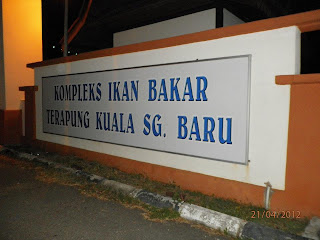 KOMPLEKS IKAN BAKAR
TERAPUNG KUALA SG. BARU
21/04/2012